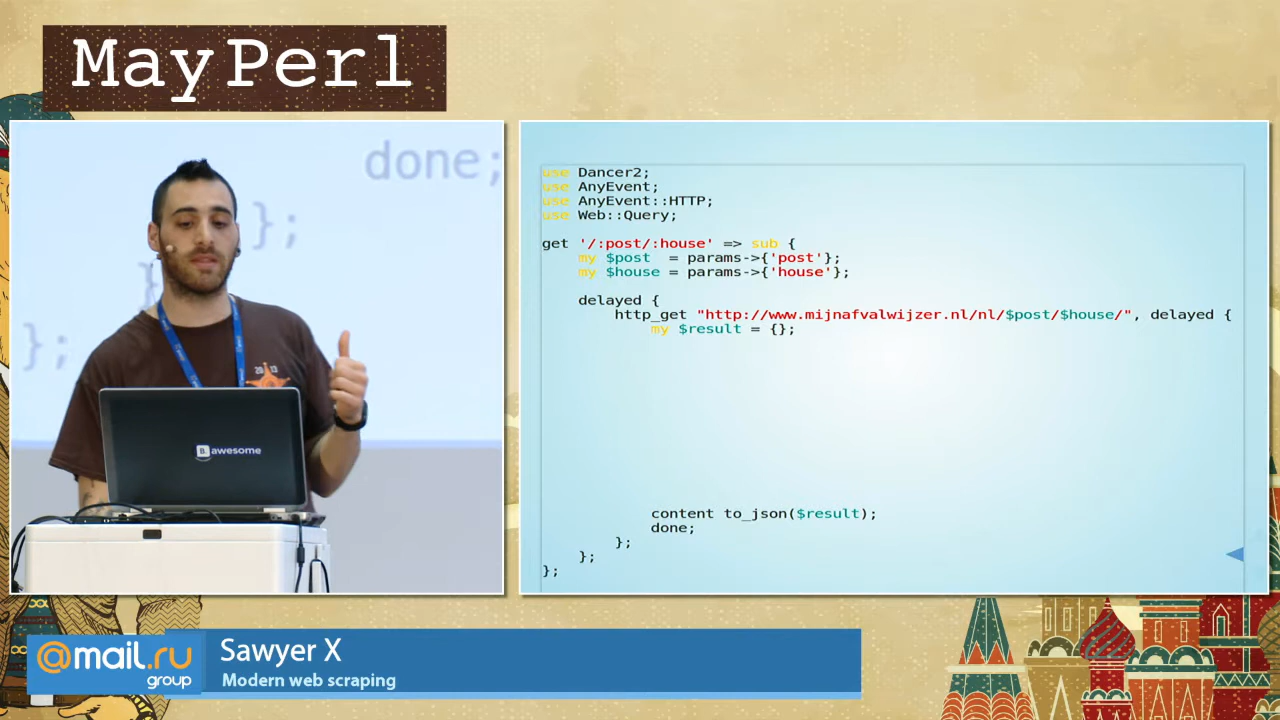 MayPerl
done;
};
}
};
awesome
B.
2013
use Dancer2;
use AnyEvent;
use AnyEvent::HTTP;
use Web::Query;
get '/:post/:house' => sub {
my $post  = params->{'post'};
my $house = params->{'house'};
delayed {
http_get "http://www.mijnafvalwijzer.nl/nl/$post/$house/", delayed {
my $result = {};
content to_json($result);
done;
};
};
};
@mail.ru
group
Sawyer X
Modern web scraping